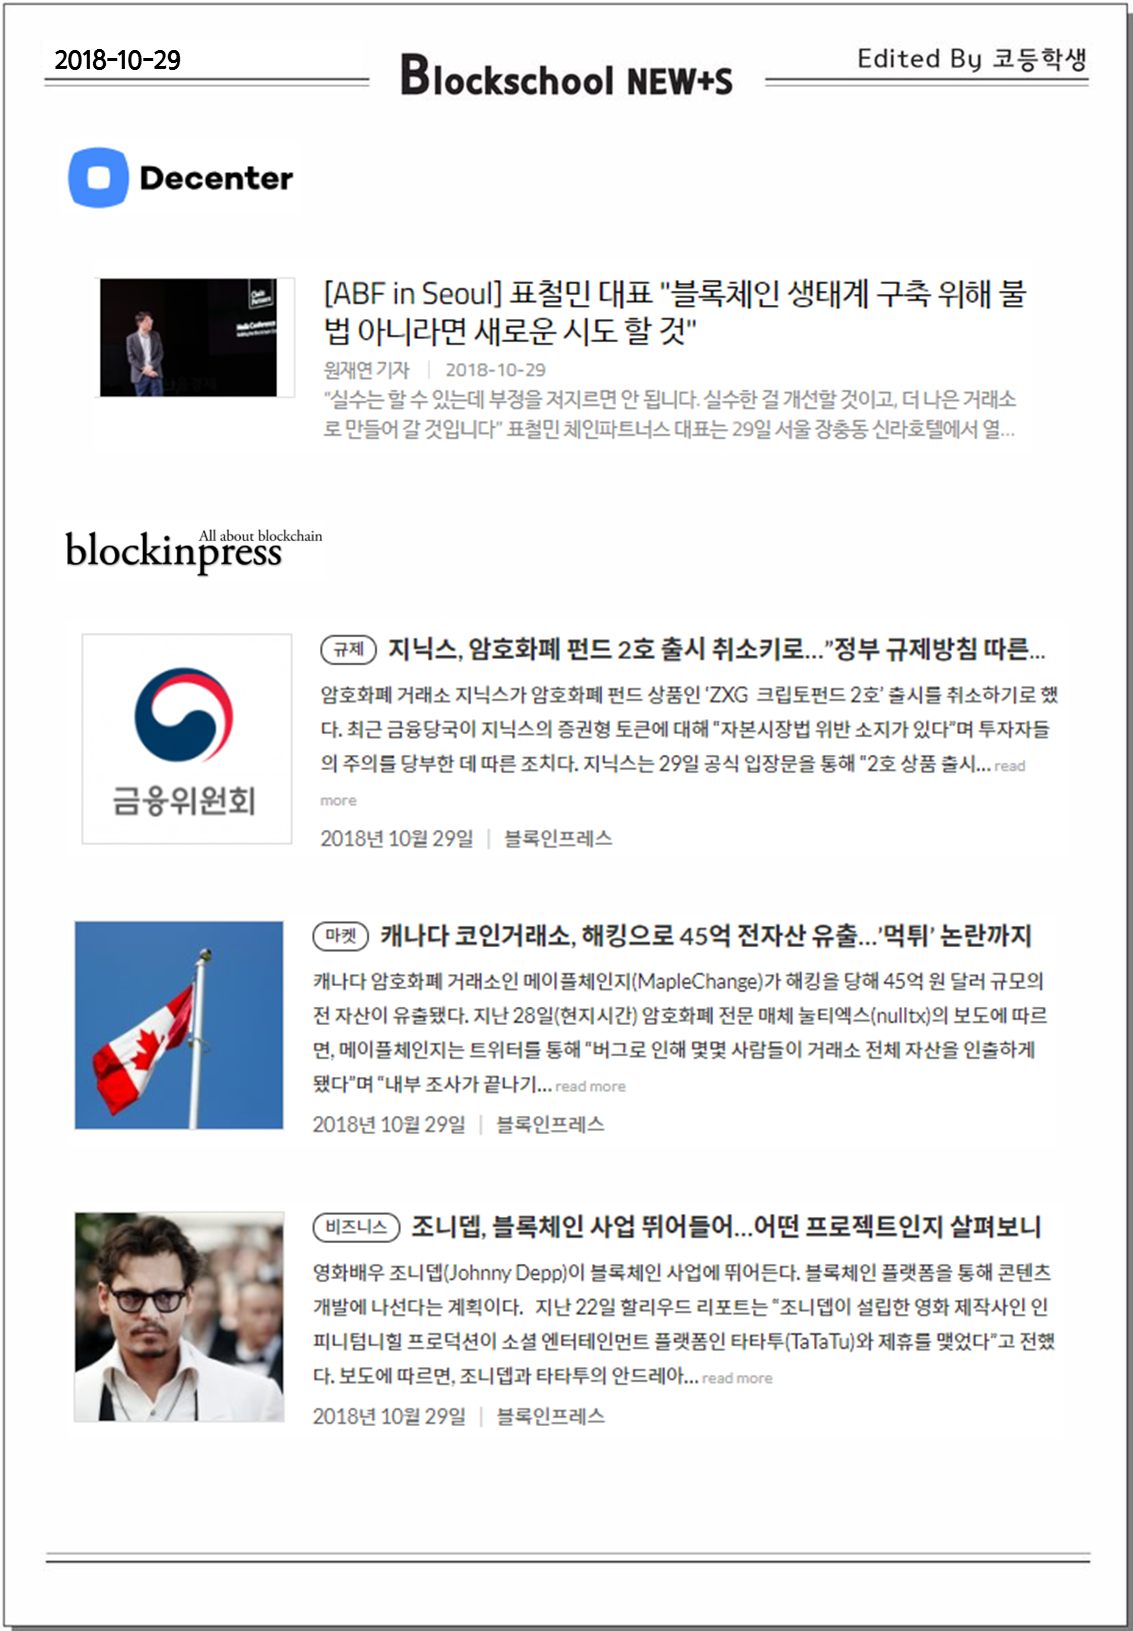 2018-10-29
Blockschool NEW+S
Edited By 코등학생
Decenter
[ABF in Seoul] 표철민 대표 "블록체인 생태계 구축 위해 불
법 아니라면 새로운 시도 할 것"
원재연 기자 | 2018-10-29
"실수는 할 수 있는데 부정을 저지르면 안 됩니다. 실수한 걸 개선할 것이고, 더 나은 거래소
로 만들어 갈 것입니다" 표철민 체인파트너스 대표는 29일 서울 장충동 신라호텔에서 열...
All about blockchain
blockinpress
금융위원회
규제 지닉스, 암호화폐 펀드 2호 출시 취소키로…"정부 규제방침 따른...
암호화폐 거래소 지닉스가 암호화폐 펀드 상품인 'ZXG 크립토펀드 2호' 출시를 취소하기로 했
다. 최근 금융당국이 지닉스의 증권형 토큰에 대해 "자본시장법 위반 소지가 있다"며 투자자들
의 주의를 당부한 데 따른 조치다. 지닉스는 29일 공식 입장문을 통해 "2호 상품 출시... read
more
2018년 10월 29일 | 블록인프레스
마켓 캐나다 코인거래소, 해킹으로 45억 전자산 유출…'먹튀' 논란까지
캐나다 암호화폐 거래소인 메이플체인지(MapleChange)가 해킹을 당해 45억 원 달러 규모의
전 자산이 유출됐다. 지난 28일(현지시간) 암호화폐 전문 매체 눌티엑스(nulltx)의 보도에 따르
면, 메이플체인지는 트위터를 통해 "버그로 인해 몇몇 사람들이 거래소 전체 자산을 인출하게
됐다"며 "내부 조사가 끝나기... read more
2018년 10월 29일 | 블록인프레스
비즈니스 조니뎁, 블록체인 사업 뛰어들어…어떤 프로젝트인지 살펴보니
영화배우 조니뎁(Johnny Depp)이 블록체인 사업에 뛰어든다. 블록체인 플랫폼을 통해 콘텐츠
개발에 나선다는 계획이다. 지난 22일 할리우드 리포트는 "조니뎁이 설립한 영화 제작사인 인
피니텀니힐 프로덕션이 소셜 엔터테인먼트 플랫폼인 타타투(TaTaTu)와 제휴를 맺었다"고 전했
다. 보도에 따르면, 조니뎁과 타타투의 안드레아... read more
2018년 10월 29일 | 블록인프레스